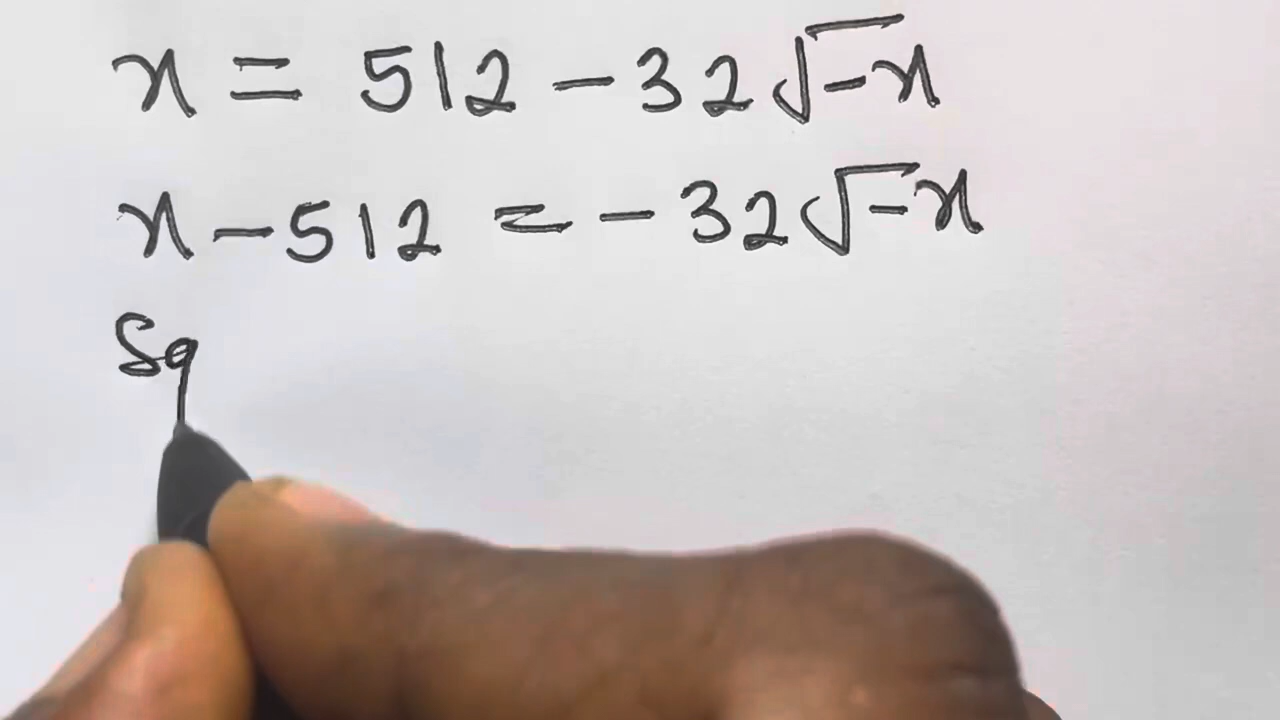 x = 512 - 32√-x
x - 512 = - 32√-x
Sq